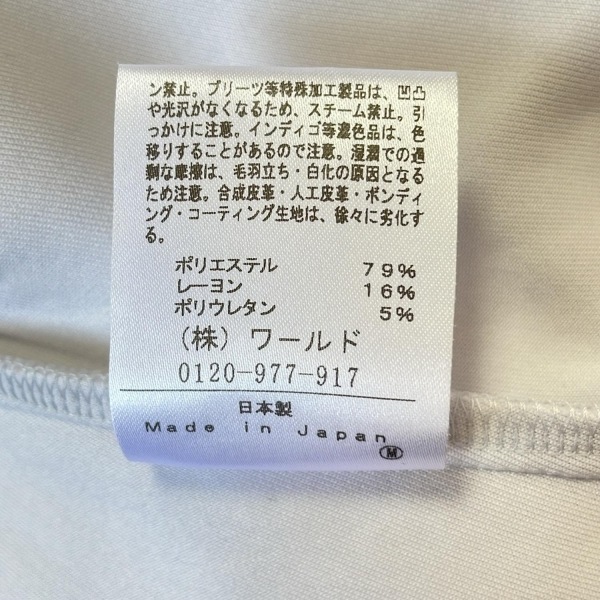 ン禁止。プリーツ等特殊加工製品は、凹凸
や光沢がなくなるため、スチーム禁止。引
っかけに注意。インディゴ等濃色品は、色
移りすることがあるので注意。湿潤での過
剰な摩擦は、毛羽立ち・白化の原因となる
ため注意。合成皮革・人工皮革・ボンディ
ング・コーティング生地は、徐々に劣化す
る。
ポリエステル 79%
レーヨン 16%
ポリウレタン 5%
(株) ワールド
0120-977-917
日本製
Made in Japan
M